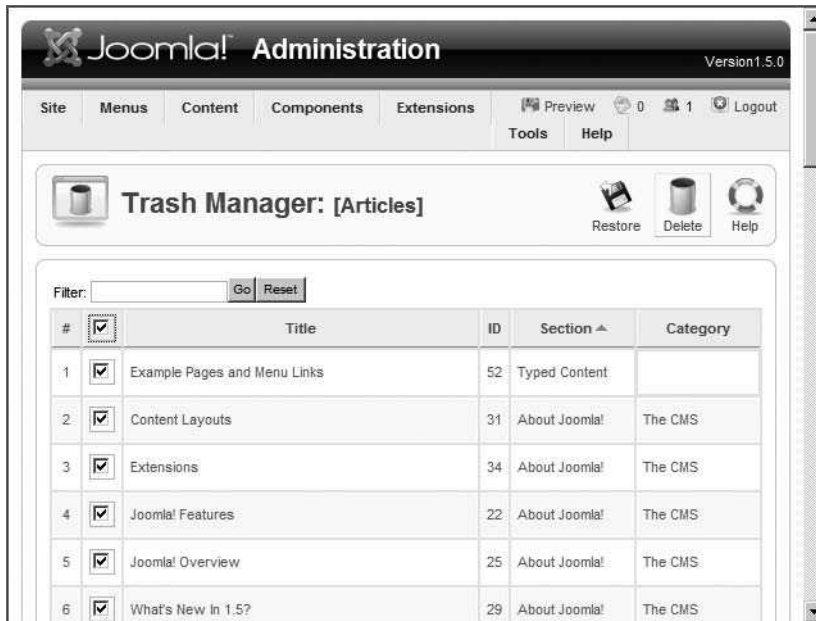 Joomla! Administration
Version1.5.0
Site Menus Content Components Extensions Preview 0 1 Logout
Tools Help
Trash Manager: [Articles]
Restore Delete Help
Filter: Go Reset
# Title ID Section Category
1 Example Pages and Menu Links 52 Typed Content
2 Content Layouts 31 About Joomla! The CMS
3 Extensions 34 About Joomla! The CMS
4 Joomla! Features 22 About Joomla! The CMS
5 Joomla! Overview 25 About Joomla! The CMS
6 What's New In 1.5? 29 About Joomla! The CMS